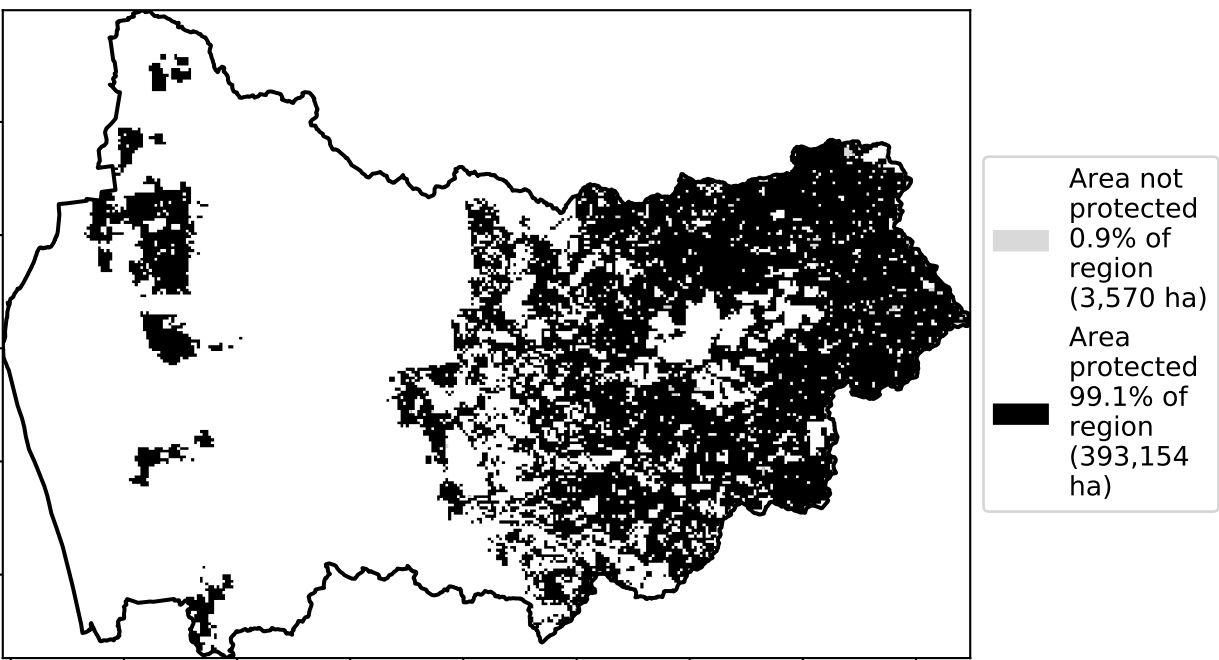 Area not
protected
0.9% of
region
(3,570 ha)
Area
protected
99.1% of
region
(393,154
ha)